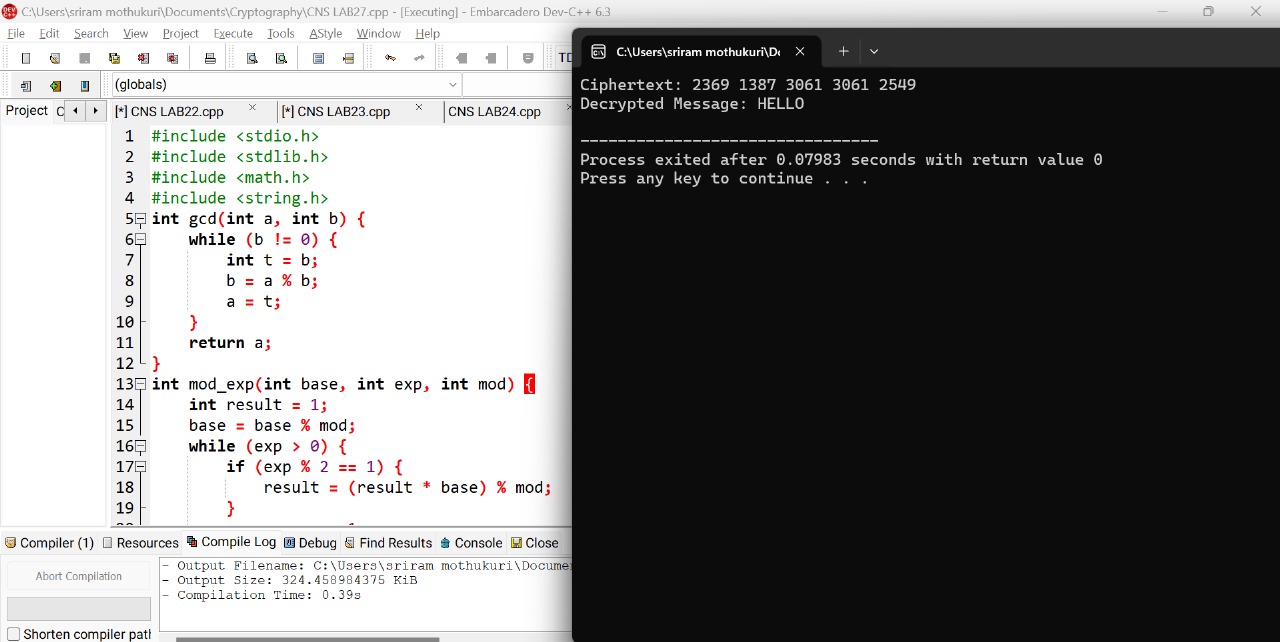 C:\Users\sriram mothukuri\Documents\Cryptography\CNS LAB27.cpp - [Executing] - Embarcadero Dev-C++ 6.3
File Edit Search View Project Execute Tools AStyle Window Help
TD
(globals)
Project C
[*] CNS LAB22.cpp
[*] CNS LAB23.cpp
CNS LAB24.cpp
1 #include <stdio.h>
2 #include <stdlib.h>
3 #include <math.h>
4 #include <string.h>
5 int gcd(int a, int b) {
6 while (b != 0) {
7 int t = b;
8 b = a % b;
9 a = t;
10 }
11 return a;
12 }
13 int mod_exp(int base, int exp, int mod) {
14 int result = 1;
15 base = base % mod;
16 while (exp > 0) {
17 if (exp % 2 == 1) {
18 result = (result * base) % mod;
19 }
Compiler (1) Resources Compile Log Debug Find Results Console Close
Abort Compilation
Shorten compiler path
- Output Filename: C:\Users\sriram mothukuri\Docume
- Output Size: 324.458984375 KiB
- Compilation Time: 0.39s
C:\Users\sriram mothukuri\Dc
Ciphertext: 2369 1387 3061 3061 2549
Decrypted Message: HELLO
--------------------------------
Process exited after 0.07983 seconds with return value 0
Press any key to continue . . .